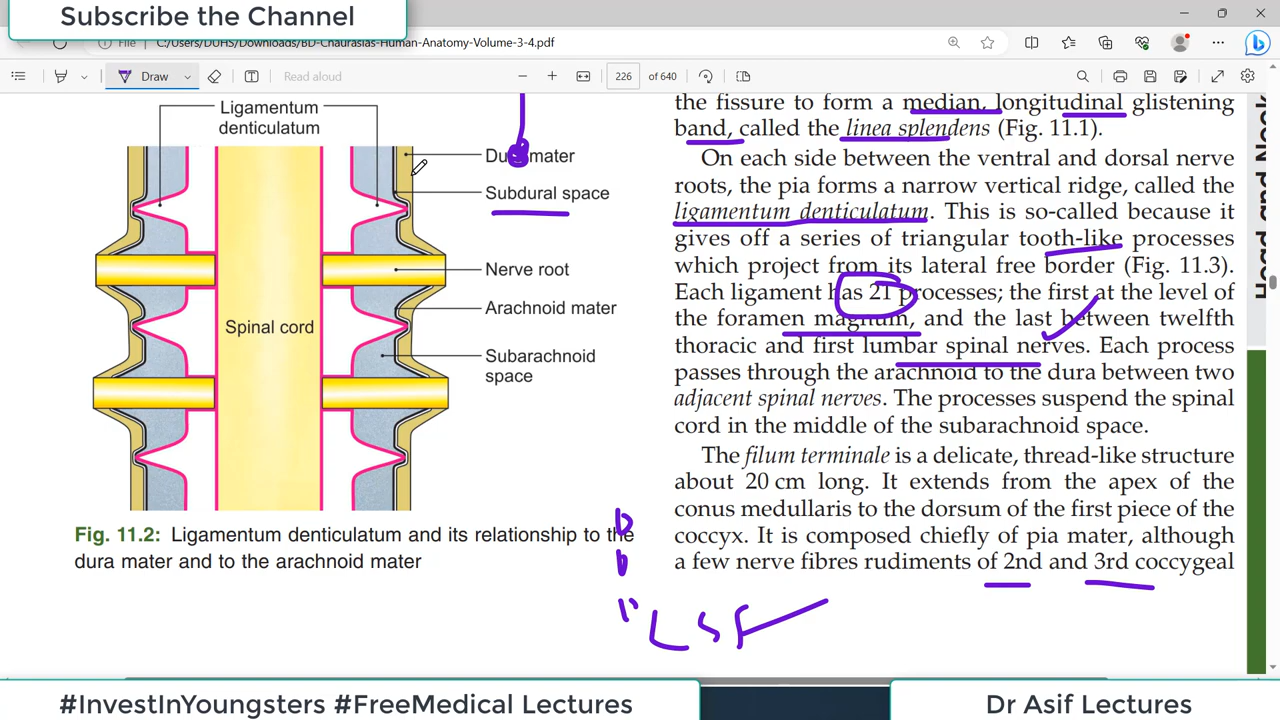 Subscribe the Channel
File C:/Users/DUHS/Downloads/BD-Chaurasias-Human-Anatomy-Volume-3-4.pdf
Draw
Read aloud
226 of 640
Ligamentum
denticulatum
Dura mater
Subdural space
Nerve root
Arachnoid mater
Spinal cord
Subarachnoid
space
Fig. 11.2: Ligamentum denticulatum and its relationship to the
dura mater and to the arachnoid mater
the fissure to form a median, longitudinal glistening
band, called the linea splendens (Fig. 11.1).
On each side between the ventral and dorsal nerve
roots, the pia forms a narrow vertical ridge, called the
ligamentum denticulatum. This is so-called because it
gives off a series of triangular tooth-like processes
which project from its lateral free border (Fig. 11.3).
Each ligament has 21 processes; the first at the level of
the foramen magnum, and the last between twelfth
thoracic and first lumbar spinal nerves. Each process
passes through the arachnoid to the dura between two
adjacent spinal nerves. The processes suspend the spinal
cord in the middle of the subarachnoid space.
The filum terminale is a delicate, thread-like structure
about 20 cm long. It extends from the apex of the
conus medullaris to the dorsum of the first piece of the
coccyx. It is composed chiefly of pia mater, although
a few nerve fibres rudiments of 2nd and 3rd coccygeal
Head and Neck
#InvestInYoungsters #FreeMedical Lectures
Dr Asif Lectures